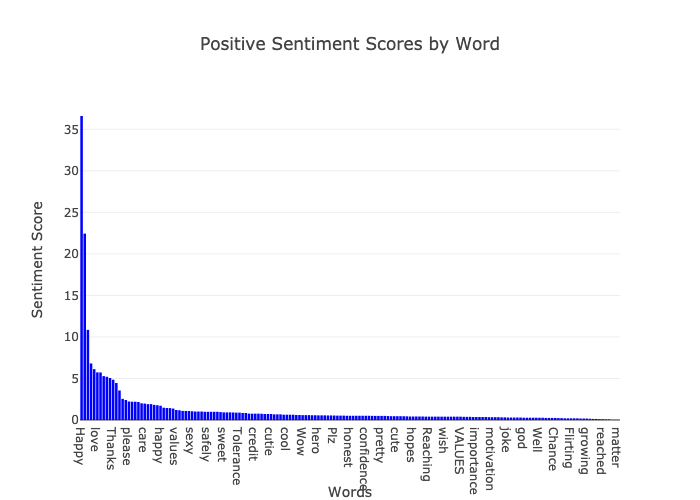 Positive Sentiment Scores by Word
Sentiment Score
35
30
25
20
15
10
5
0
Happy
love
Thanks
please
care
happy
values
sexy
safely
sweet
Tolerance
credit
cutie
cool
Wow
hero
Plz
honest
confidence
pretty
cute
hopes
Reaching
wish
VALUES
importance
motivation
Joke
god
Well
Chance
Flirting
growing
reached
matter
Words